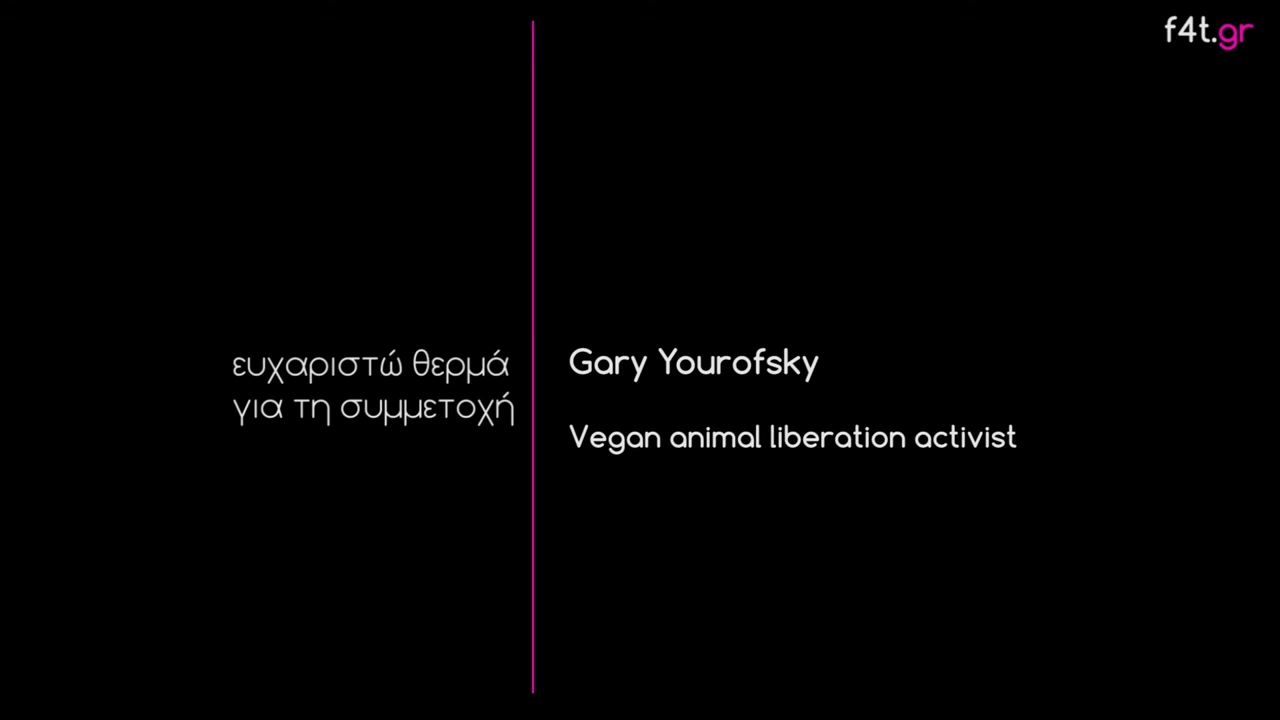 f4t.gr
ευχαριστώ θερμά
για τη συμμετοχή
Gary Yourofsky
Vegan animal liberation activist